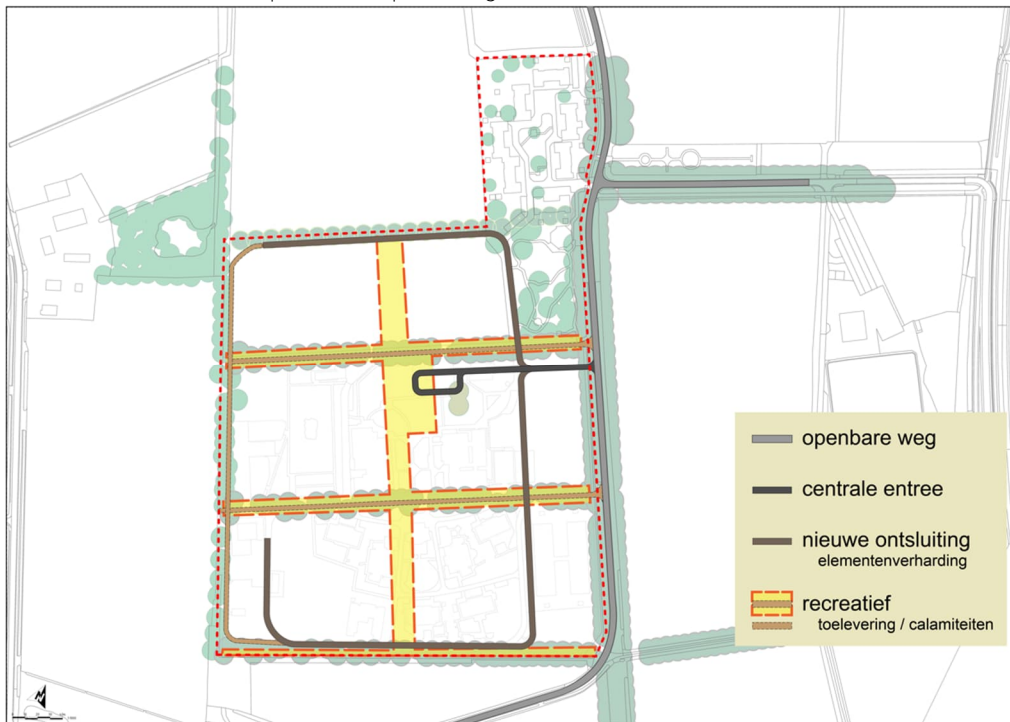 openbare weg
centrale entree
nieuwe ontsluiting
elementenverharding
recreatief
toelevering / calamiteiten